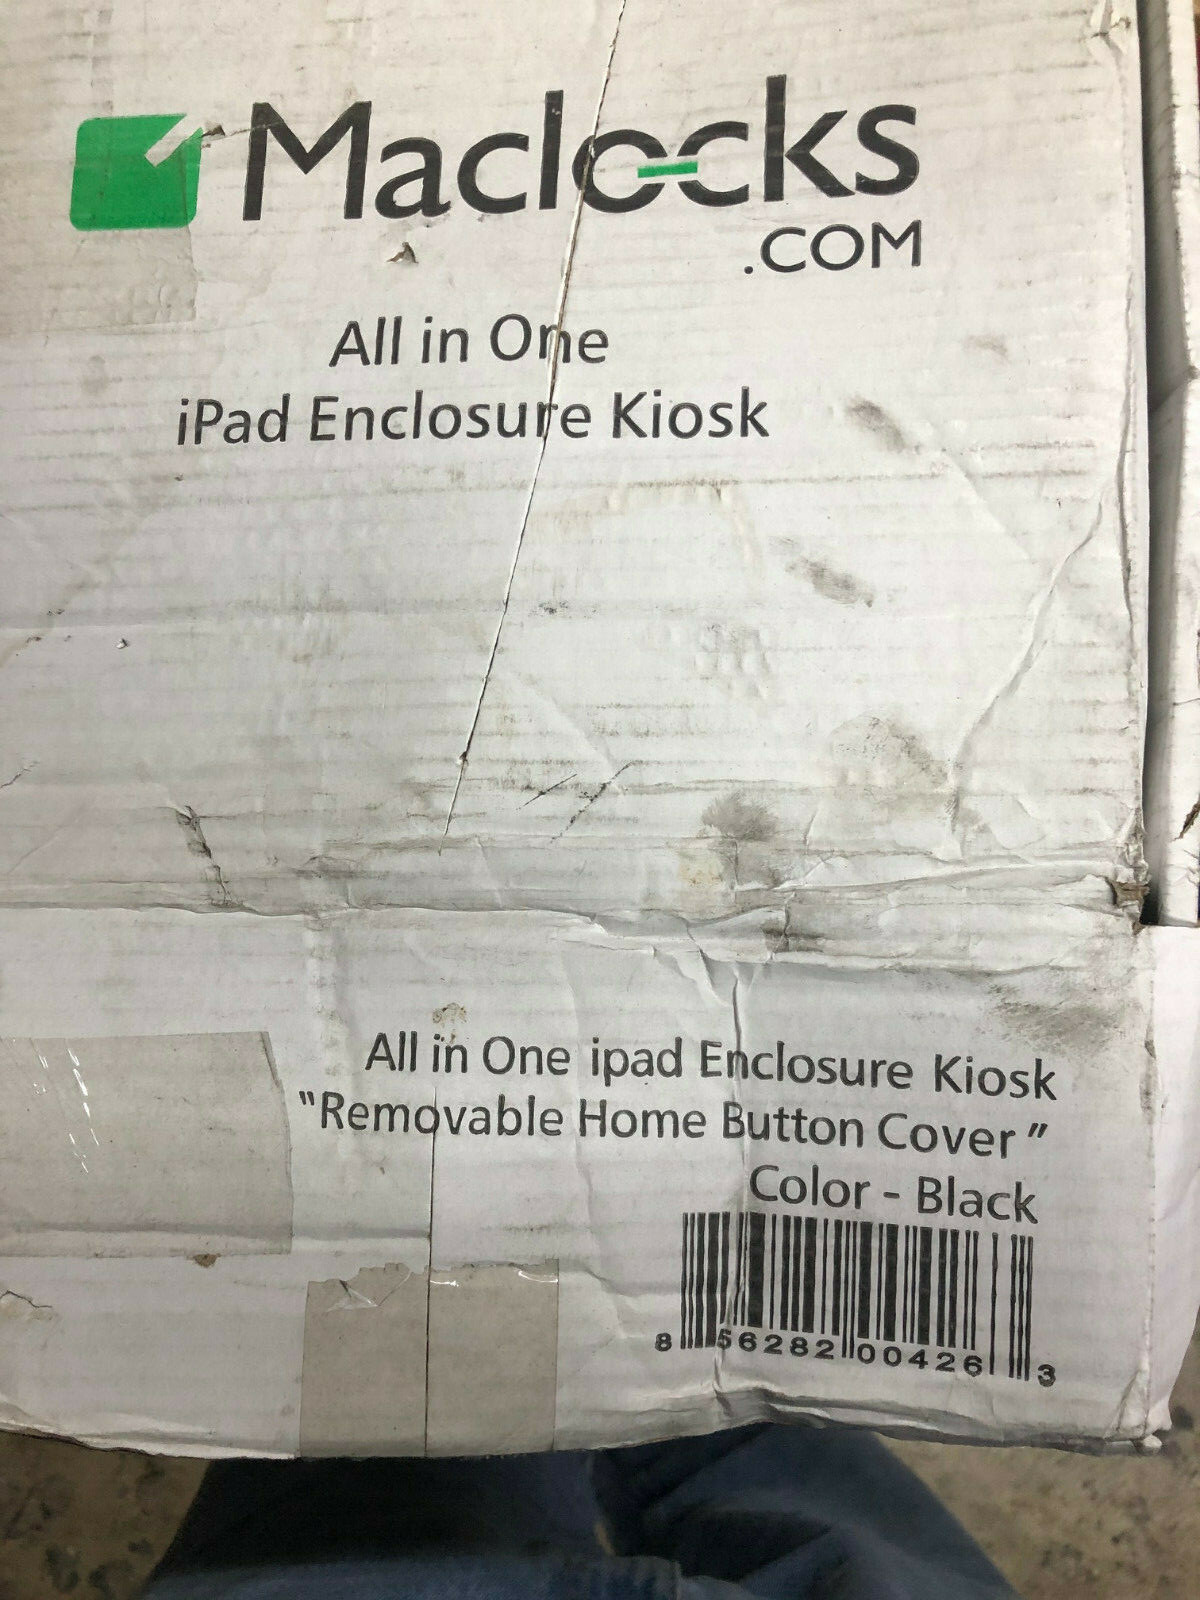 Maclocks
.COM
All in One
iPad Enclosure Kiosk
All in One ipad Enclosure Kiosk
"Removable Home Button Cover"
Color - Black
8 56282 00426 3